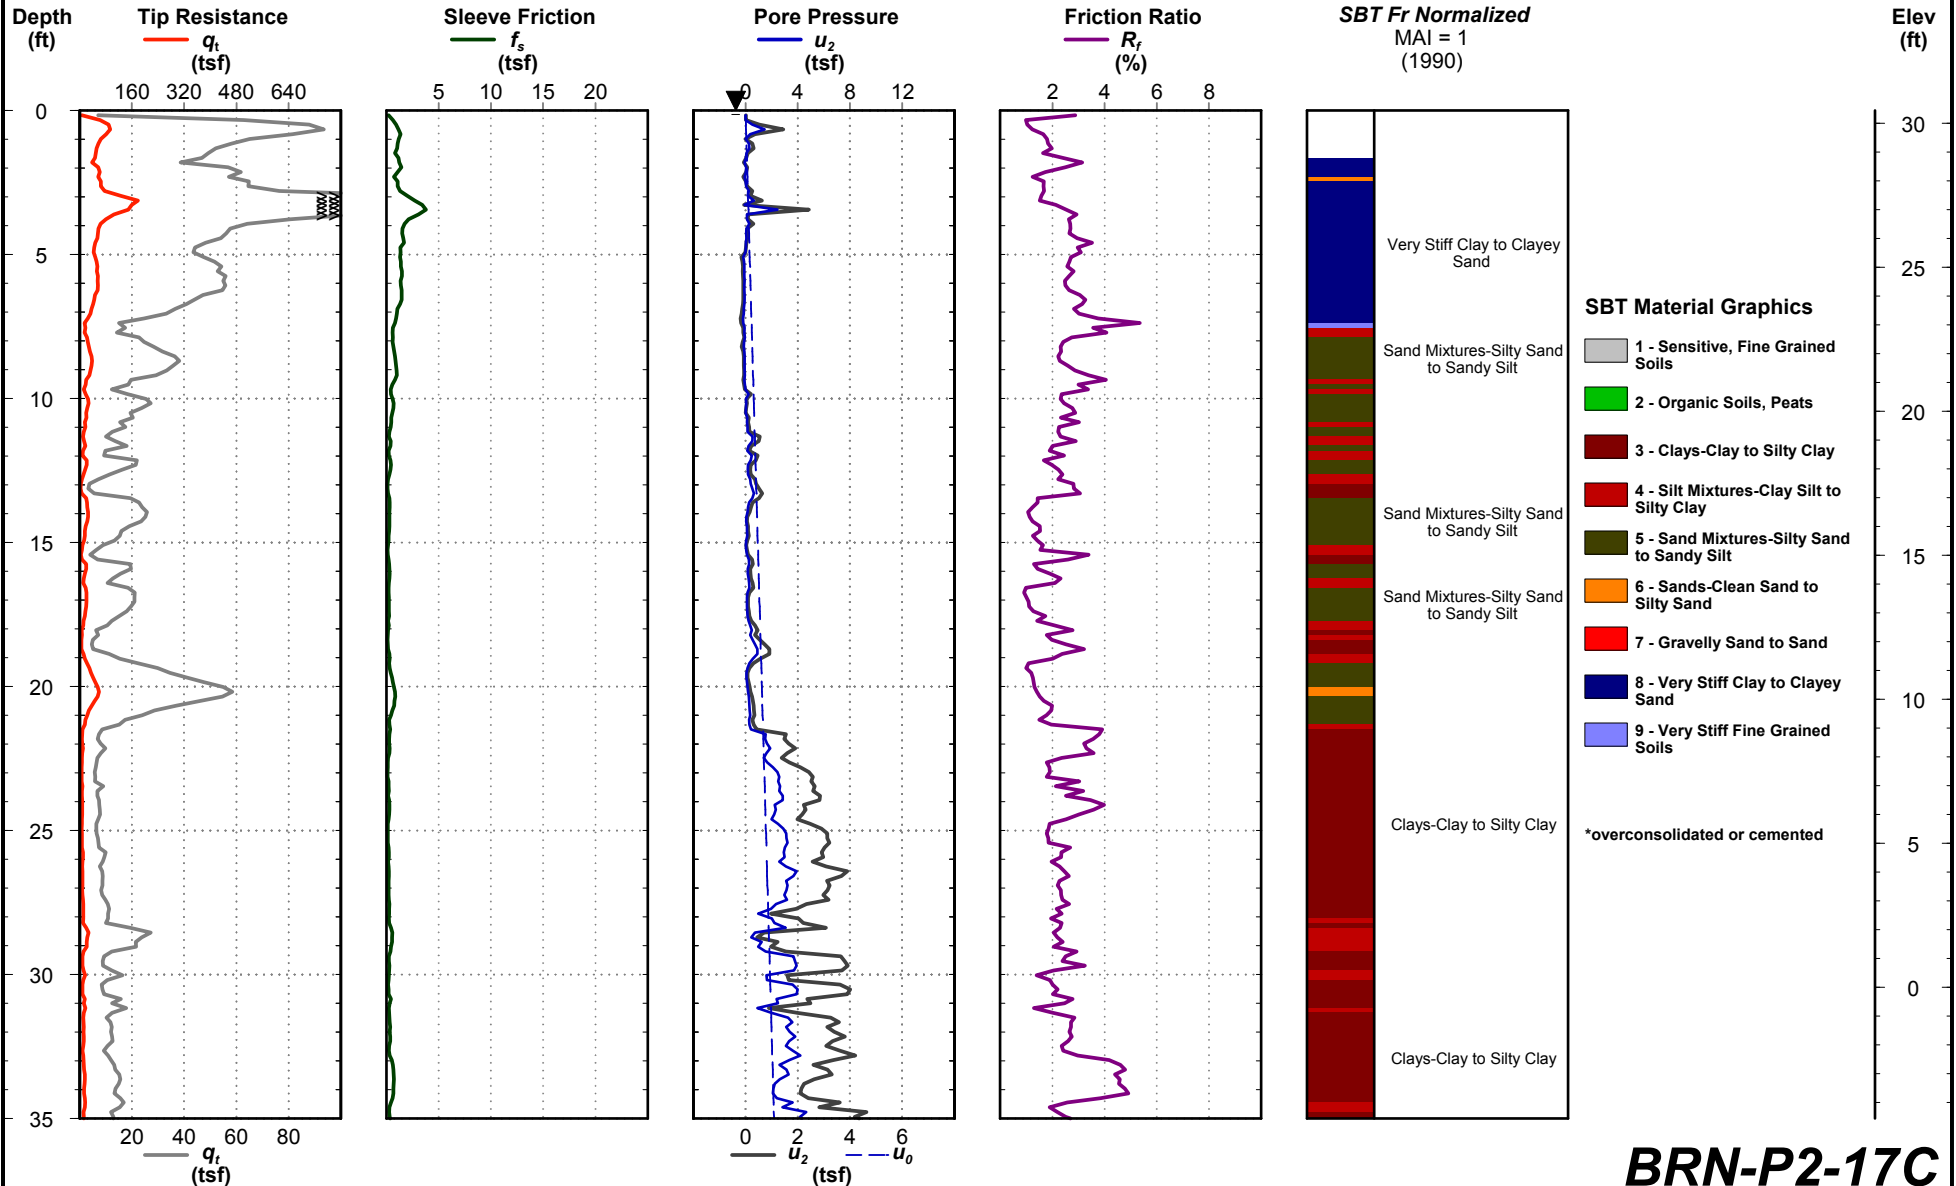 Depth
(ft)
Tip Resistance
qt
(tsf)
160 320 480 640
Sleeve Friction
fs
(tsf)
5 10 15 20
Pore Pressure
u2
(tsf)
0 4 8 12
Friction Ratio
Rf
(%)
2 4 6 8
SBT Fr Normalized
MAI = 1
(1990)
Elev
(ft)
0
5
10
15
20
25
30
35
Very Stiff Clay to Clayey
Sand
Sand Mixtures-Silty Sand
to Sandy Silt
Sand Mixtures-Silty Sand
to Sandy Silt
Sand Mixtures-Silty Sand
to Sandy Silt
Clays-Clay to Silty Clay
Clays-Clay to Silty Clay
SBT Material Graphics
1 - Sensitive, Fine Grained
Soils
2 - Organic Soils, Peats
3 - Clays-Clay to Silty Clay
4 - Silt Mixtures-Clay Silt to
Silty Clay
5 - Sand Mixtures-Silty Sand
to Sandy Silt
6 - Sands-Clean Sand to
Silty Sand
7 - Gravelly Sand to Sand
8 - Very Stiff Clay to Clayey
Sand
9 - Very Stiff Fine Grained
Soils
*overconsolidated or cemented
30
25
20
15
10
5
0
20 40 60 80
qt
(tsf)
0 2 4 6
u2 u0
(tsf)
BRN-P2-17C